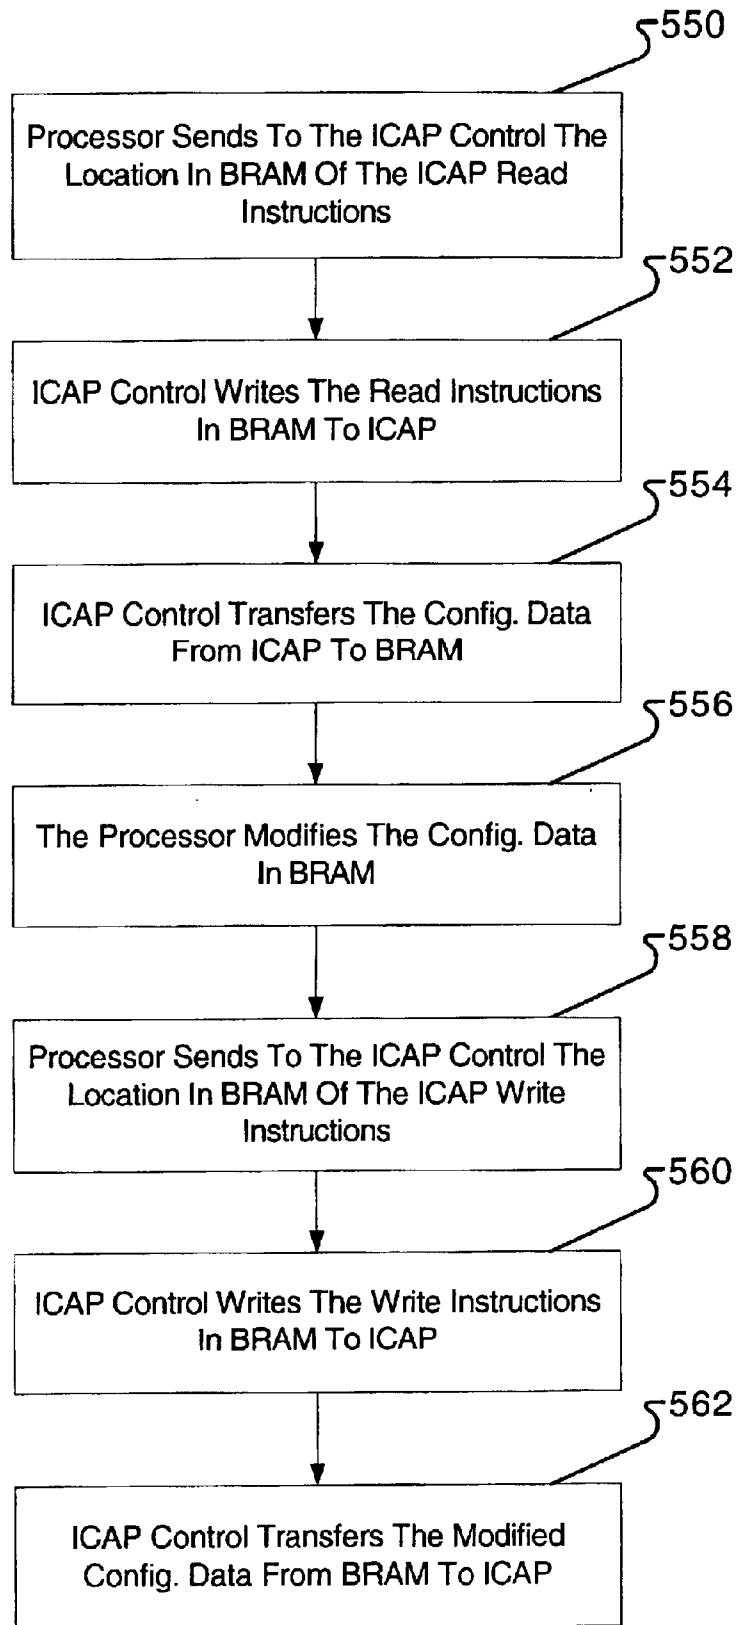 550
Processor Sends To The ICAP Control The
Location In BRAM Of The ICAP Read
Instructions
552
ICAP Control Writes The Read Instructions
In BRAM To ICAP
554
ICAP Control Transfers The Config. Data
From ICAP To BRAM
556
The Processor Modifies The Config. Data
In BRAM
558
Processor Sends To The ICAP Control The
Location In BRAM Of The ICAP Write
Instructions
560
ICAP Control Writes The Write Instructions
In BRAM To ICAP
562
ICAP Control Transfers The Modified
Config. Data From BRAM To ICAP